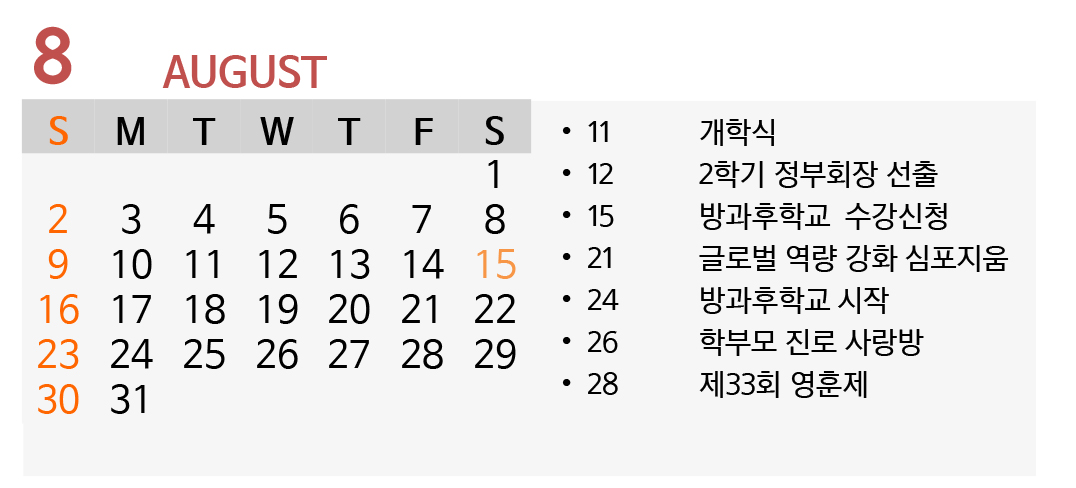 8 AUGUST
S M T W T F S
1
2 3 4 5 6 7 8
9 10 11 12 13 14 15
16 17 18 19 20 21 22
23 24 25 26 27 28 29
30 31
• 11 개학식
• 12 2학기 정부회장 선출
• 15 방과후학교 수강신청
• 21 글로벌 역량 강화 심포지움
• 24 방과후학교 시작
• 26 학부모 진로 사랑방
• 28 제33회 영훈제